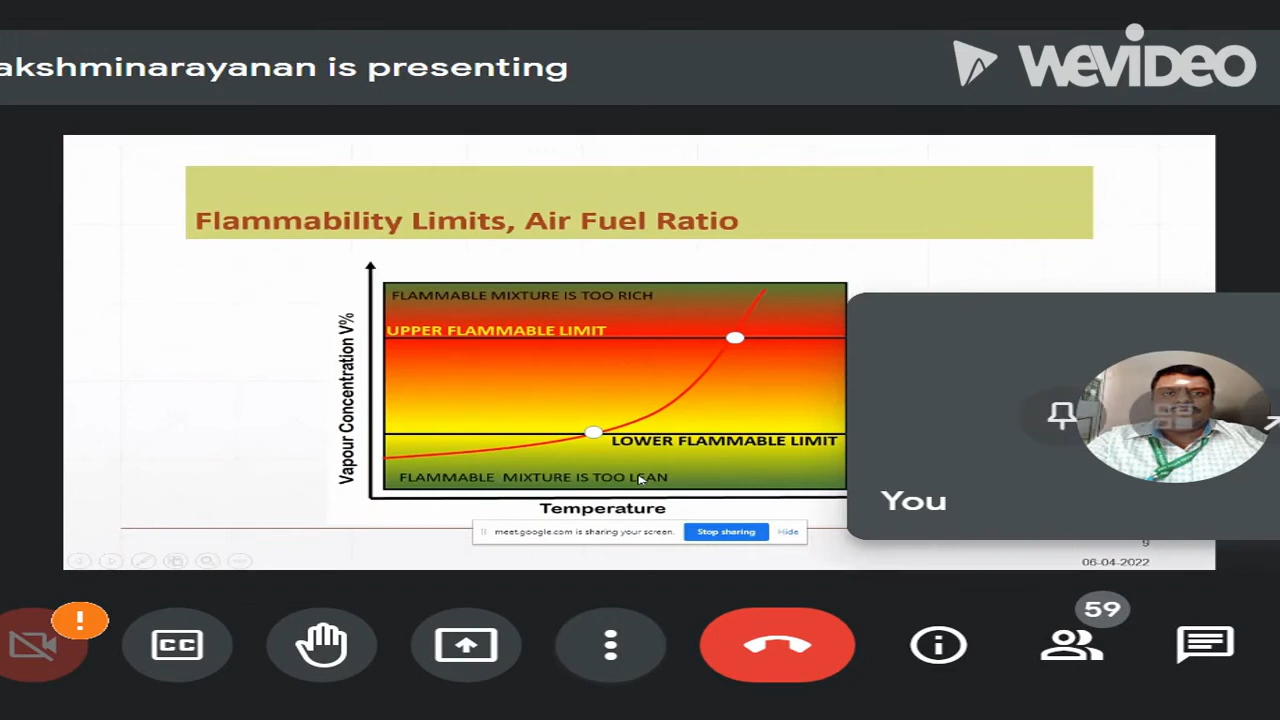 akshminarayanan is presenting
WEVIDEO
Flammability Limits, Air Fuel Ratio
FLAMMABLE MIXTURE IS TOO RICH
UPPER FLAMMABLE LIMIT
Vapour Concentration V%
LOWER FLAMMABLE LIMIT
FLAMMABLE MIXTURE IS TOO LEAN
Temperature
meet.google.com is sharing your screen.
Stop sharing
Hide
You
9
06-04-2022
!
CC
59